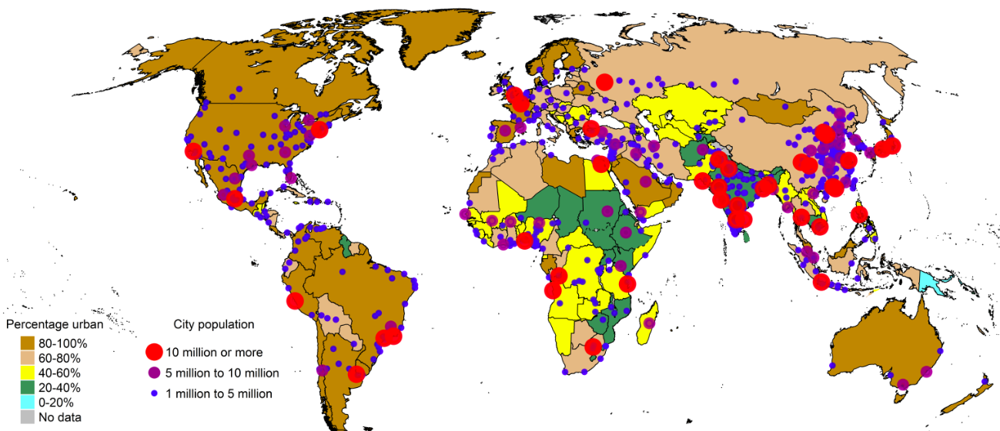 Percentage urban
80-100%
60-80%
40-60%
20-40%
0-20%
No data
City population
10 million or more
5 million to 10 million
1 million to 5 million